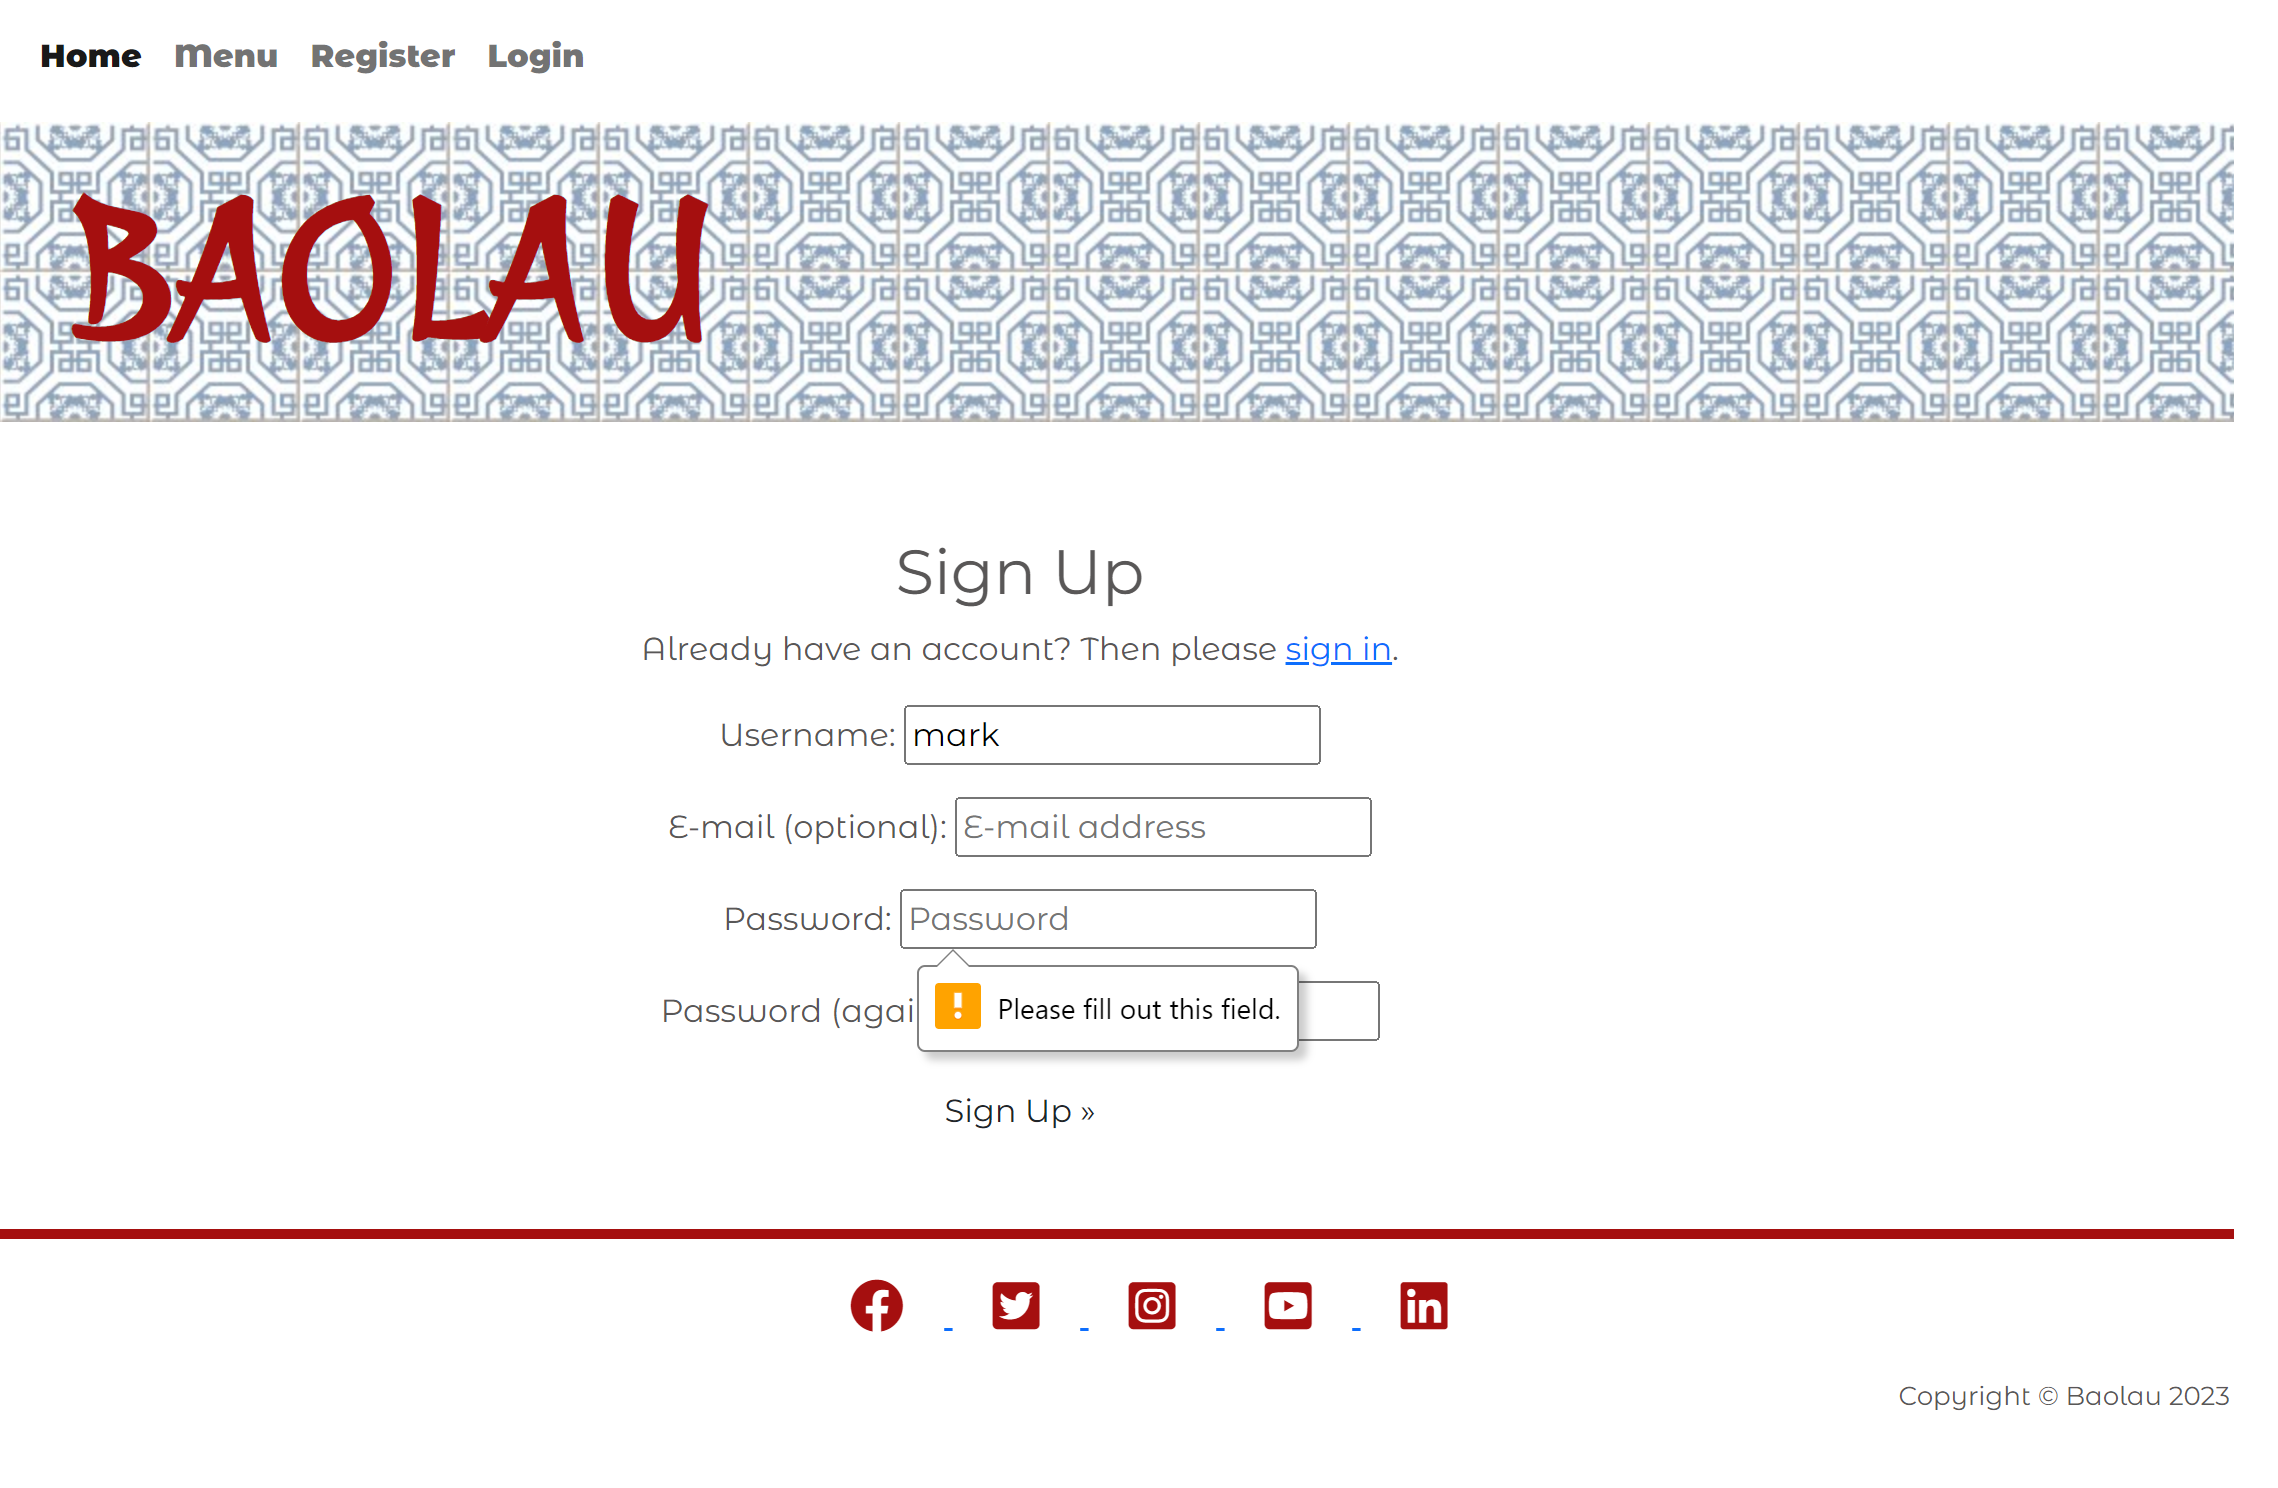 Home Menu Register Login
BAOLAU
Sign Up
Already have an account? Then please sign in.
Username: mark
E-mail (optional): E-mail address
Password: Password
Password (agai
Please fill out this field.
Sign Up »
Copyright © Baolau 2023